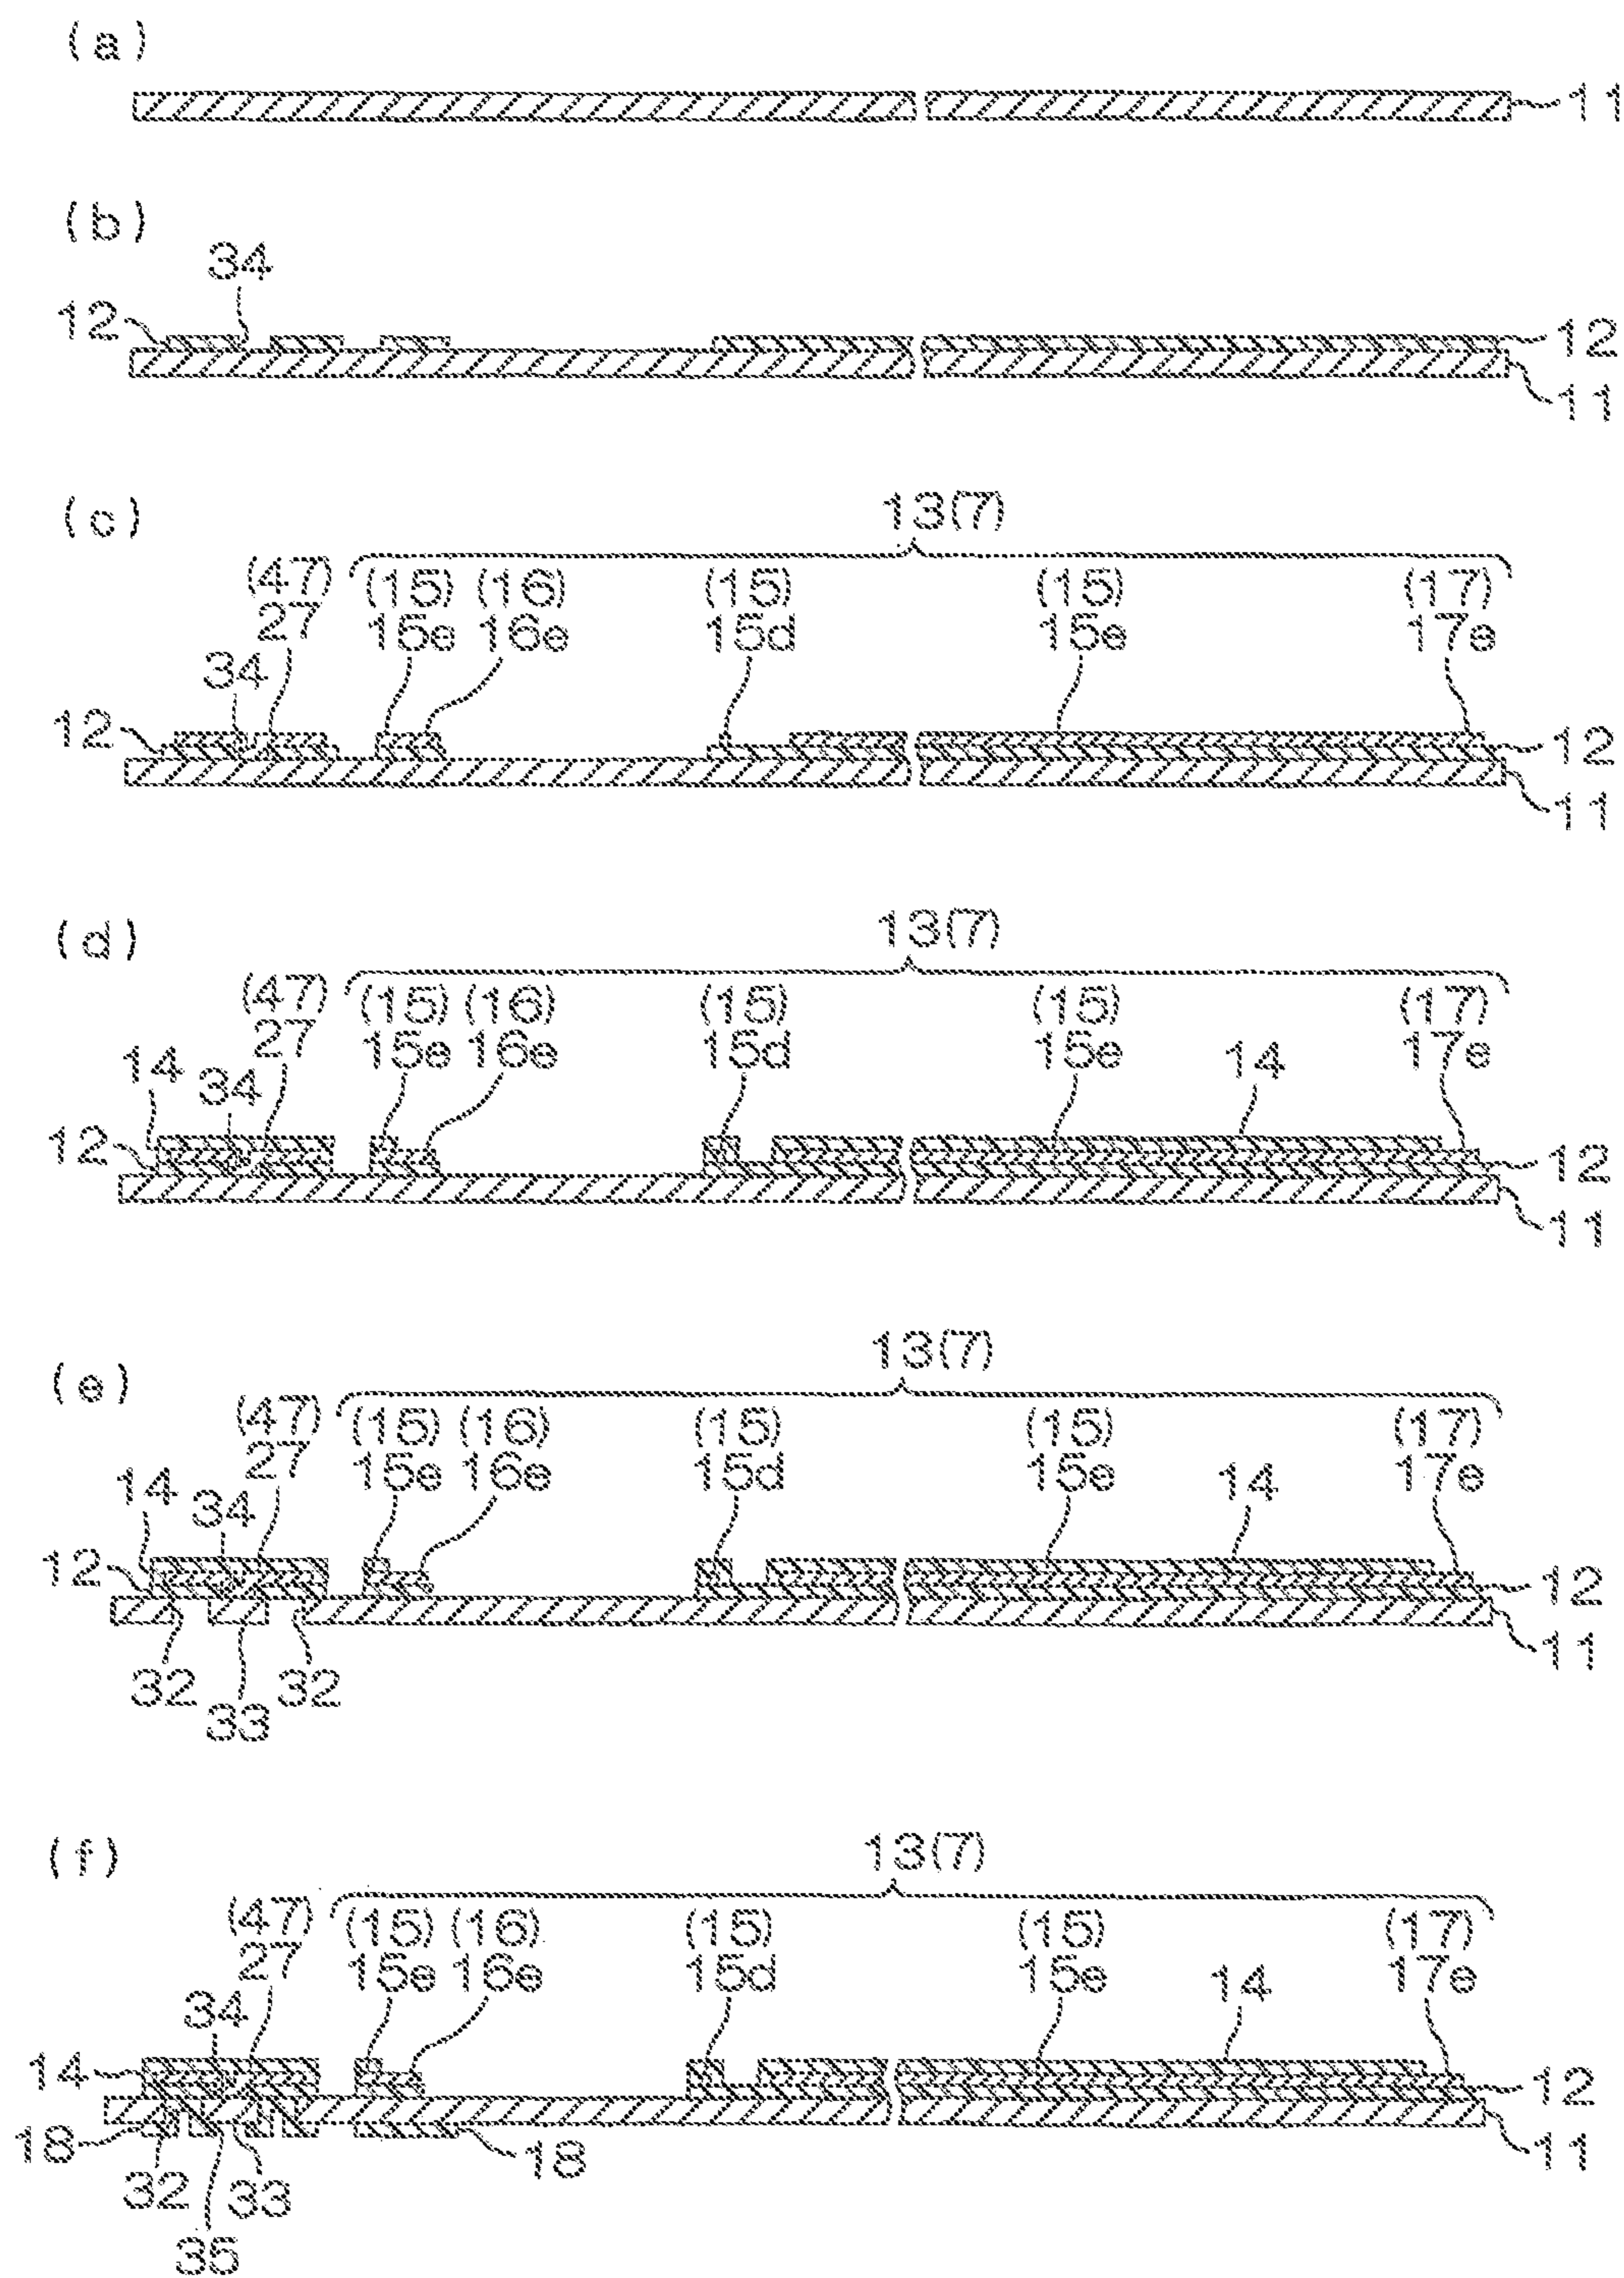 (a)
11
(b)
34
12 12
11
(c)
13(7)
(47) (15) (16) (15) (15) (17)
27 15e 16e 15d 15e 17e
34
12 12
11
(d)
13(7)
(47) (15) (16) (15) (15) (17)
27 15e 16e 15d 15e 14 17e
14 34
12 12
11
(e)
13(7)
(47) (15) (16) (15) (15) (17)
27 15e 16e 15d 15e 14 17e
14 34
12 12
11
32 32
33
(f)
13(7)
(47) (15) (16) (15) (15) (17)
27 15e 16e 15d 15e 14 17e
34
14 12
18 18 11
32 33
35